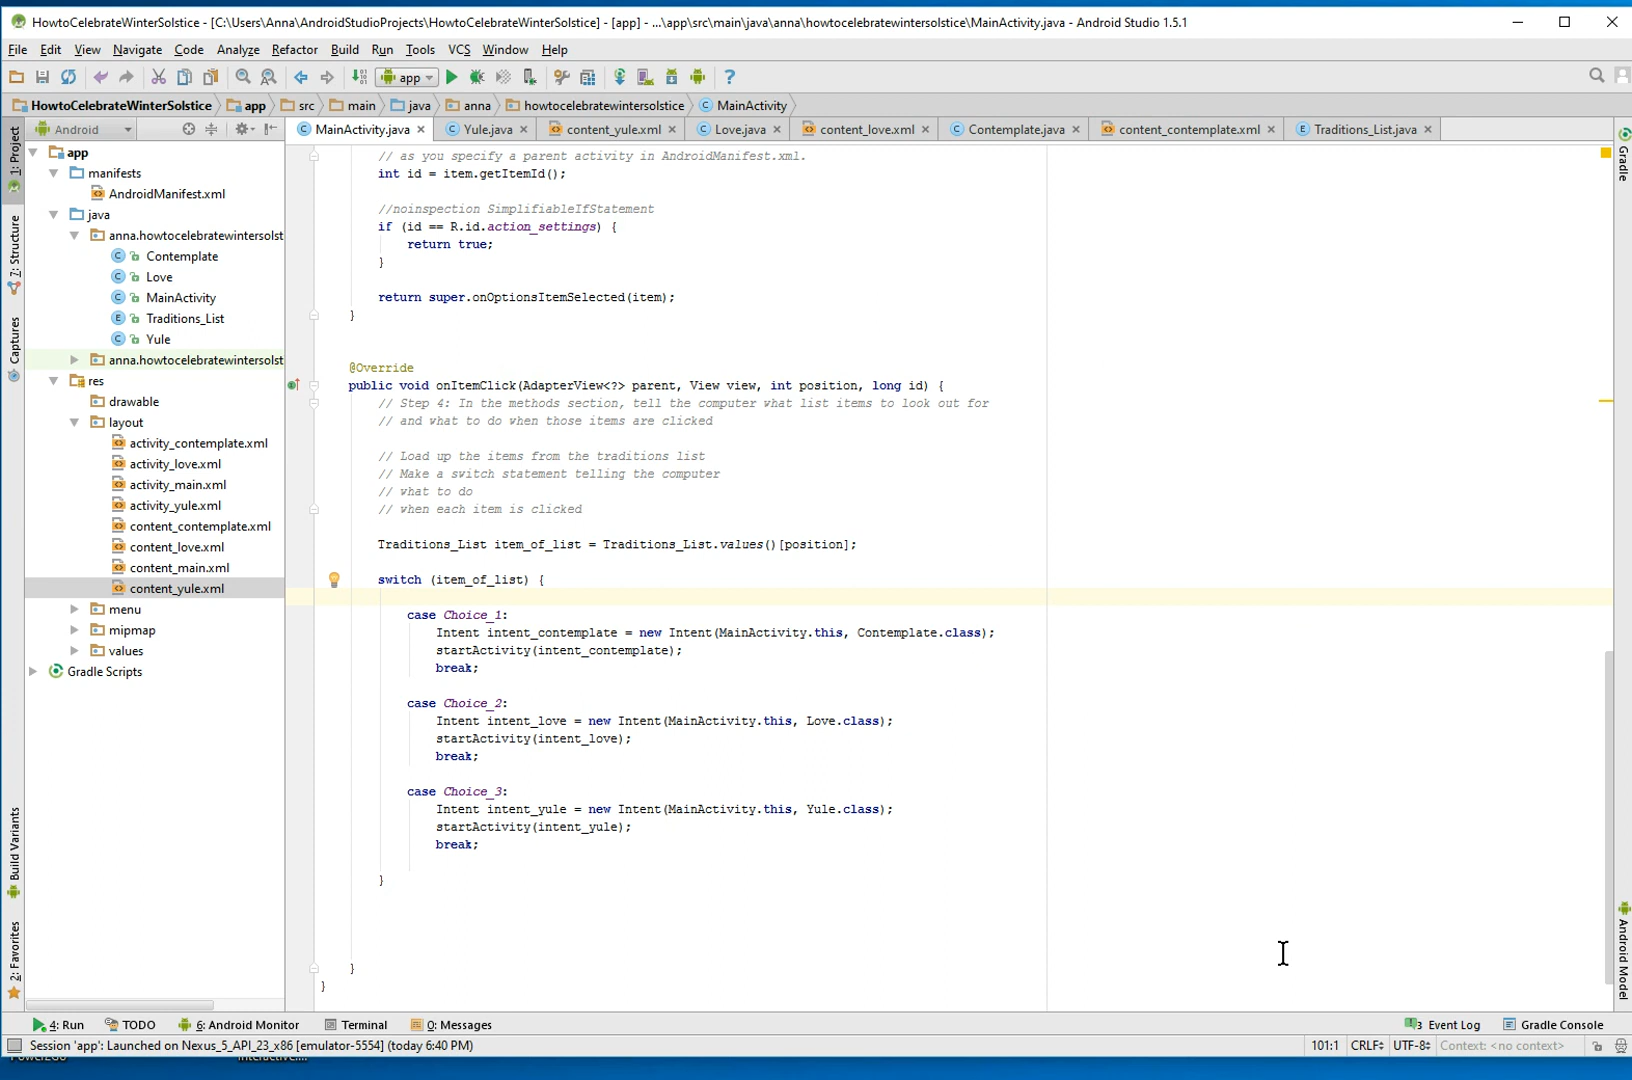 HowtoCelebrateWinterSolstice - [C:\Users\Anna\AndroidStudioProjects\HowtoCelebrateWinterSolstice] - [app] - ...\app\src\main\java\anna\howtocelebratewintersolstice\MainActivity.java - Android Studio 1.5.1
File Edit View Navigate Code Analyze Refactor Build Run Tools VCS Window Help
app
HowtoCelebrateWinterSolstice app src main java anna howtocelebratewintersolstice MainActivity
Android
MainActivity.java Yule.java content_yule.xml Love.java content_love.xml Contemplate.java content_contemplate.xml Traditions_List.java
1: Project
7: Structure
Captures
Build Variants
2: Favorites
app
manifests
AndroidManifest.xml
java
anna.howtocelebratewintersolst
Contemplate
Love
MainActivity
Traditions_List
Yule
anna.howtocelebratewintersolst
res
drawable
layout
activity_contemplate.xml
activity_love.xml
activity_main.xml
activity_yule.xml
content_contemplate.xml
content_love.xml
content_main.xml
content_yule.xml
menu
mipmap
values
Gradle Scripts
// as you specify a parent activity in AndroidManifest.xml.
int id = item.getItemId();
//noinspection SimplifiableIfStatement
if (id == R.id.action_settings) {
return true;
}
return super.onOptionsItemSelected(item);
}
@Override
public void onItemClick(AdapterView<?> parent, View view, int position, long id) {
// Step 4: In the methods section, tell the computer what list items to look out for
// and what to do when those items are clicked
// Load up the items from the traditions list
// Make a switch statement telling the computer
// what to do
// when each item is clicked
Traditions_List item_of_list = Traditions_List.values()[position];
switch (item_of_list) {
case Choice_1:
Intent intent_contemplate = new Intent(MainActivity.this, Contemplate.class);
startActivity(intent_contemplate);
break;
case Choice_2:
Intent intent_love = new Intent(MainActivity.this, Love.class);
startActivity(intent_love);
break;
case Choice_3:
Intent intent_yule = new Intent(MainActivity.this, Yule.class);
startActivity(intent_yule);
break;
}
}
}
Gradle
Android Model
4: Run TODO 6: Android Monitor Terminal 0: Messages 3 Event Log Gradle Console
Session 'app': Launched on Nexus_5_API_23_x86 [emulator-5554] (today 6:40 PM) 101:1 CRLF UTF-8 Context: <no context>